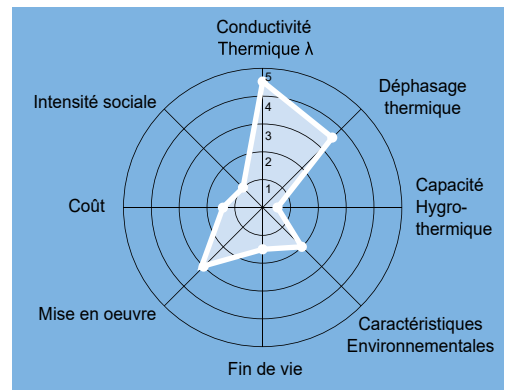 Conductivité
Thermique λ
Déphasage
thermique
Intensité sociale
5
4
3
2
1
Capacité
Hygro-
thermique
Coût
Mise en oeuvre
Caractéristiques
Environnementales
Fin de vie